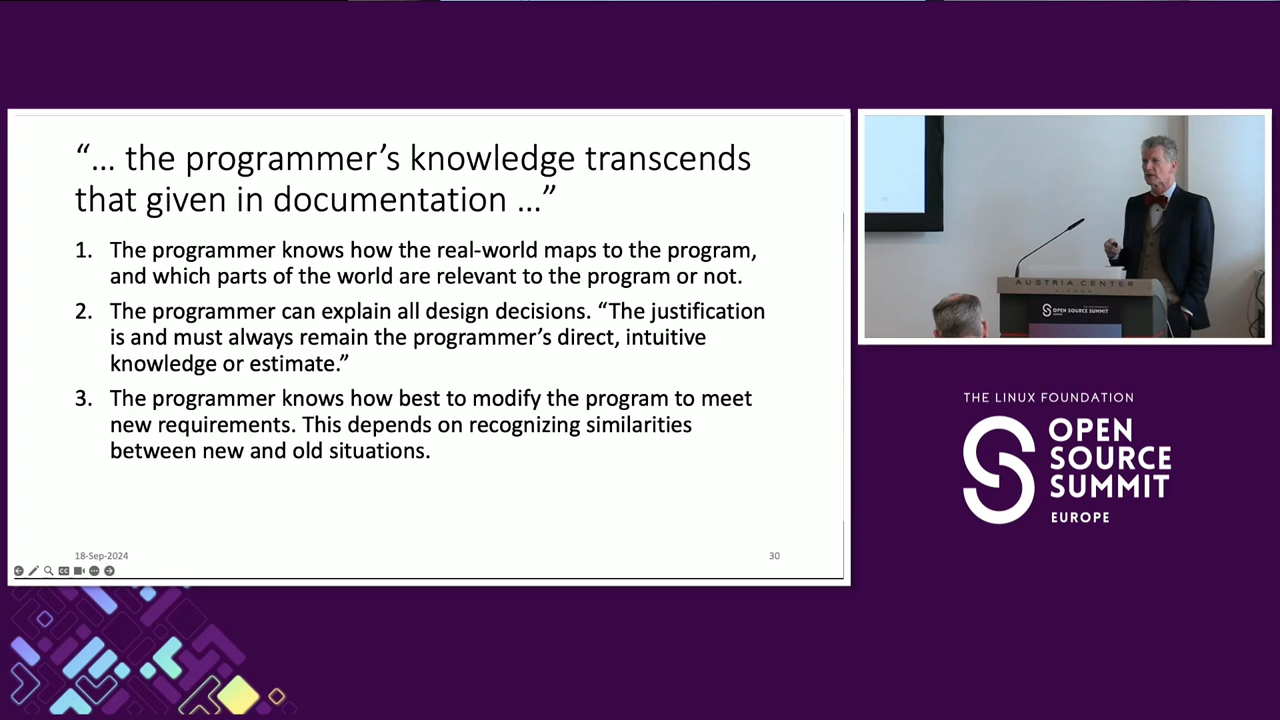 “… the programmer’s knowledge transcends
that given in documentation …”
1. The programmer knows how the real-world maps to the program,
and which parts of the world are relevant to the program or not.
2. The programmer can explain all design decisions. “The justification
is and must always remain the programmer’s direct, intuitive
knowledge or estimate.”
3. The programmer knows how best to modify the program to meet
new requirements. This depends on recognizing similarities
between new and old situations.
18-Sep-2024
30
AUSTRIA CENTER
OPEN SOURCE SUMMIT
THE LINUX FOUNDATION
OPEN
SOURCE
SUMMIT
EUROPE